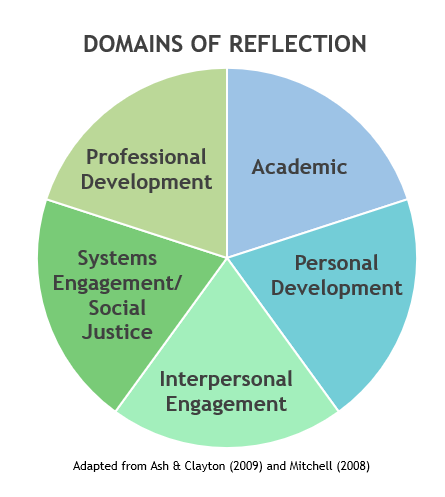 DOMAINS OF REFLECTION
Professional
Development
Academic
Systems
Engagement/
Social
Justice
Personal
Development
Interpersonal
Engagement
Adapted from Ash & Clayton (2009) and Mitchell (2008)